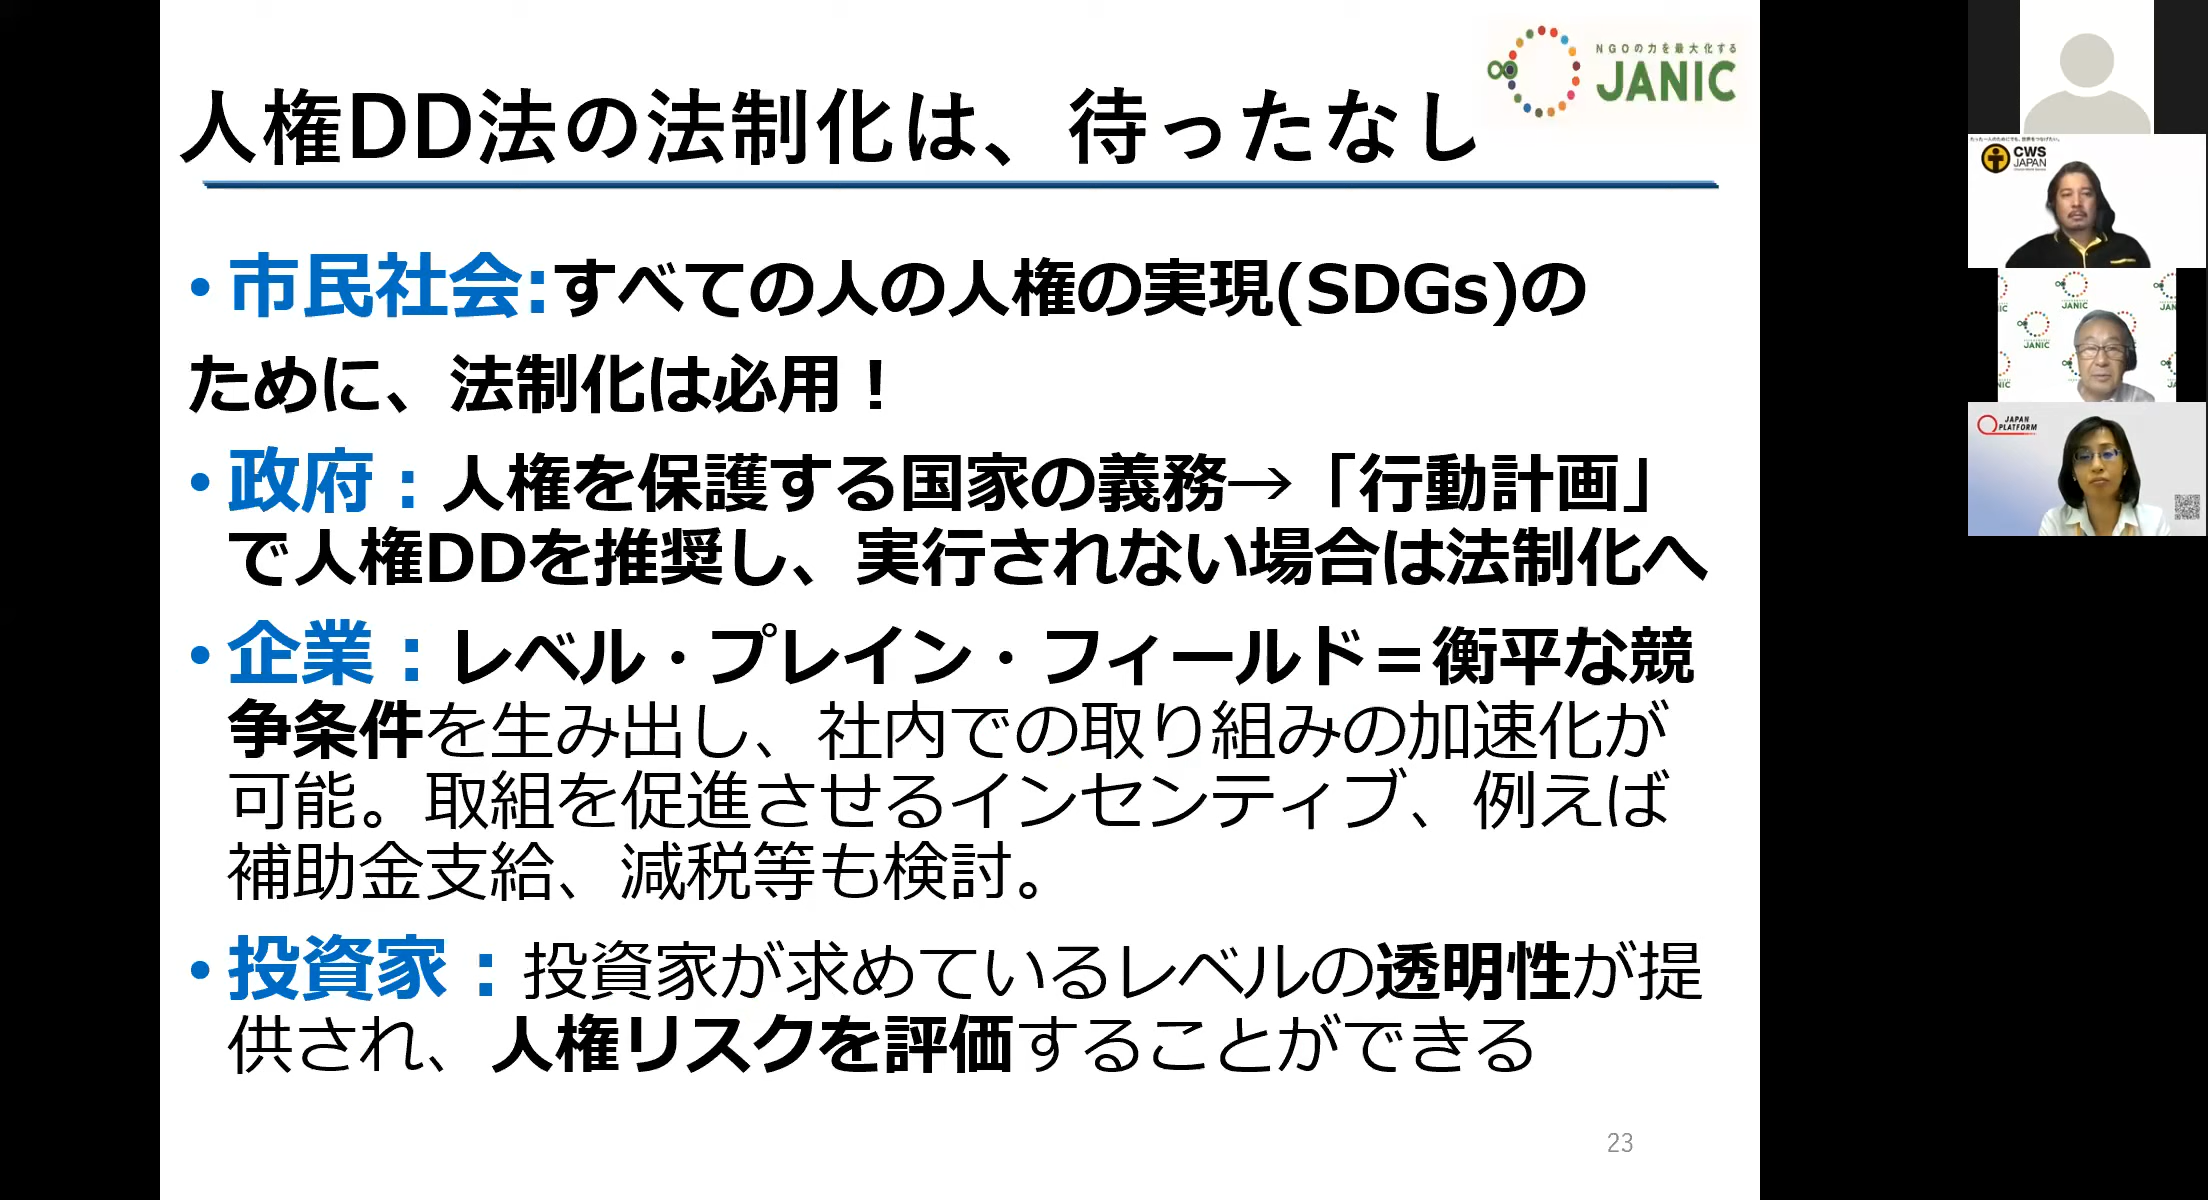 人権DD法の法制化は、待ったなし
NGOの力を最大化する
JANIC
• 市民社会:すべての人の人権の実現(SDGs)の
ために、法制化は必用！
• 政府：人権を保護する国家の義務→「行動計画」
で人権DDを推奨し、実行されない場合は法制化へ
• 企業：レベル・プレイン・フィールド＝衡平な競
争条件を生み出し、社内での取り組みの加速化が
可能。取組を促進させるインセンティブ、例えば
補助金支給、減税等も検討。
• 投資家：投資家が求めているレベルの透明性が提
供され、人権リスクを評価することができる
23
CWS
JAPAN
JANIC
JANIC
JANIC
JAPAN
PLATFORM